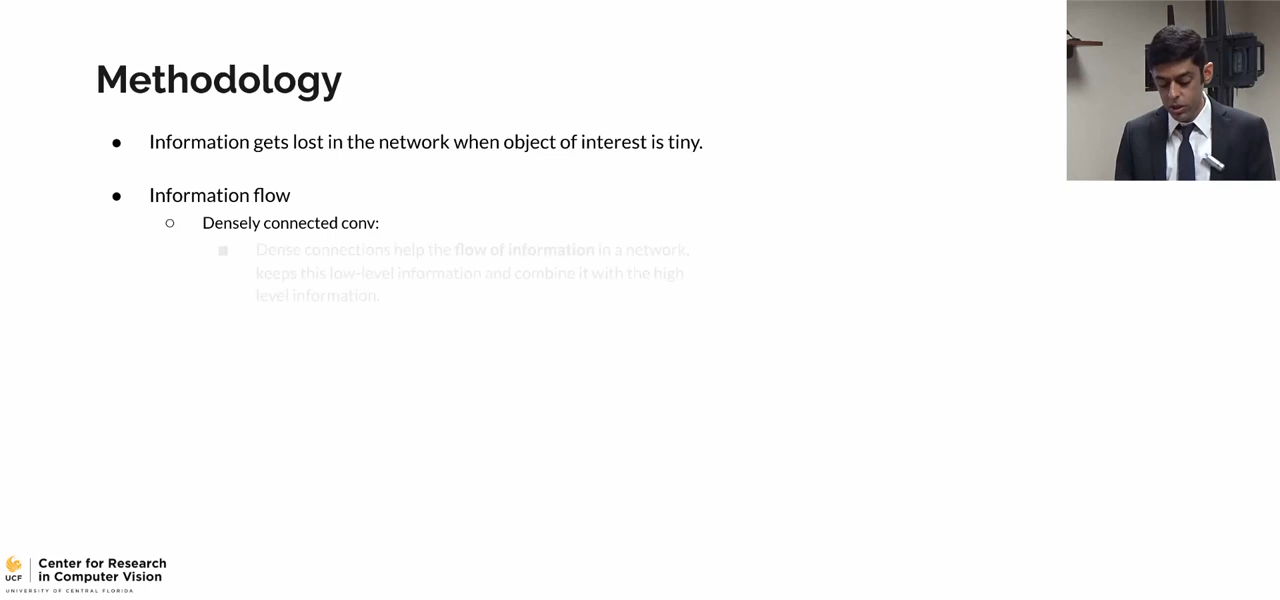 Methodology
● Information gets lost in the network when object of interest is tiny.
● Information flow
○ Densely connected conv:
■ Dense connections help the flow of information in a network,
keeps this low-level information and combine it with the high
level information.
UCF
Center for Research
in Computer Vision
UNIVERSITY OF CENTRAL FLORIDA